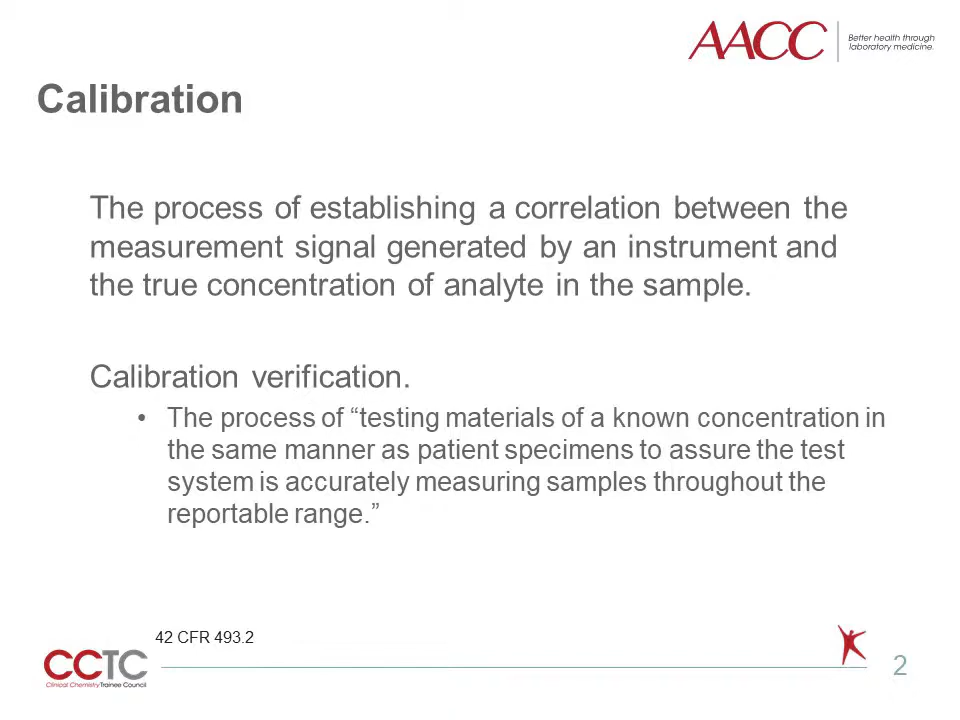 AACC
Better health through
laboratory medicine.
Calibration
The process of establishing a correlation between the
measurement signal generated by an instrument and
the true concentration of analyte in the sample.
Calibration verification.
• The process of “testing materials of a known concentration in
the same manner as patient specimens to assure the test
system is accurately measuring samples throughout the
reportable range.”
42 CFR 493.2
CCTC
Clinical Chemistry Trainee Council
2